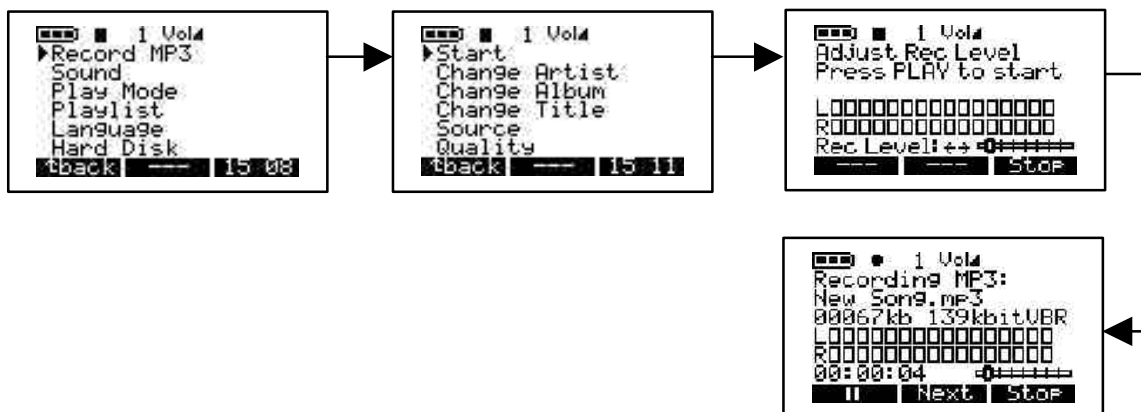 1 Vol
Record MP3
Sound
Play Mode
Playlist
Language
Hard Disk
back --- 15 08
1 Vol
Start
Change Artist
Change Album
Change Title
Source
Quality
back --- 15 11
1 Vol
Adjust Rec Level
Press PLAY to start
L
R
Rec Level:
--- --- Stop
1 Vol
Recording MP3:
New Song.mp3
00067kb 139kbitVBR
L
R
00:00:04
Next Stop